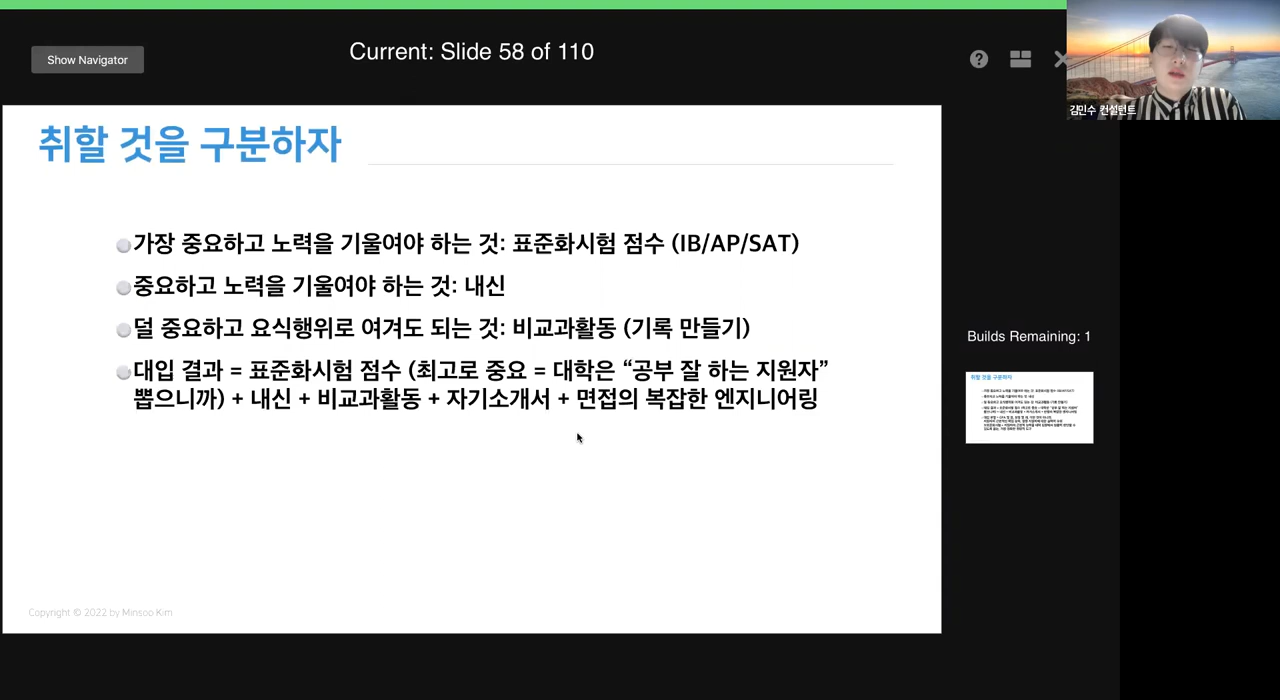 Show Navigator
Current: Slide 58 of 110
?
김민수 컨설턴트
취할 것을 구분하자
가장 중요하고 노력을 기울여야 하는 것: 표준화시험 점수 (IB/AP/SAT)
중요하고 노력을 기울여야 하는 것: 내신
덜 중요하고 요식행위로 여겨도 되는 것: 비교과활동 (기록 만들기)
대입 결과 = 표준화시험 점수 (최고로 중요 = 대학은 “공부 잘 하는 지원자”
뽑으니까) + 내신 + 비교과활동 + 자기소개서 + 면접의 복잡한 엔지니어링
Copyright © 2022 by Minsoo Kim
Builds Remaining: 1
취할 것을 구분하자